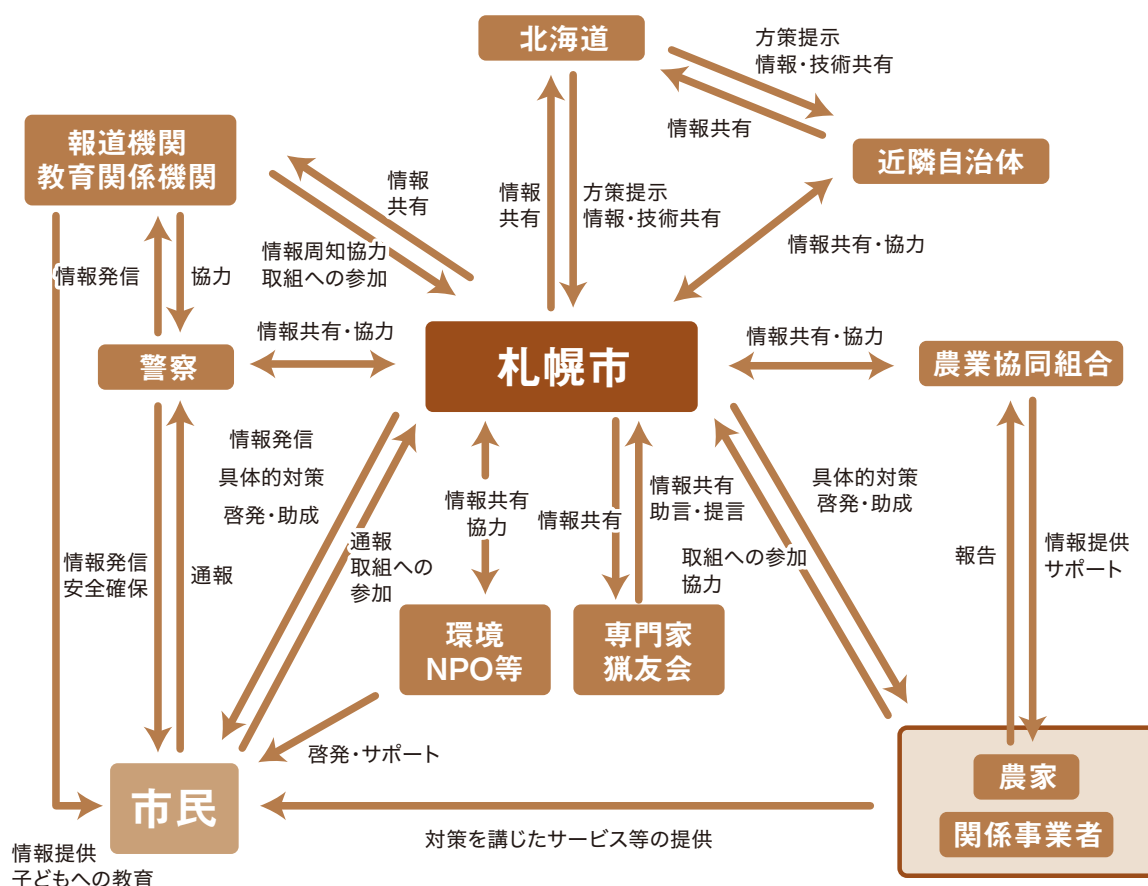 北海道
方策提示
情報・技術共有
情報共有
報道機関
教育関係機関
近隣自治体
情報
共有
情報
共有
方策提示
情報・技術共有
情報共有・協力
情報周知協力
取組への参加
情報発信
協力
情報共有・協力
札幌市
情報共有・協力
警察
農業協同組合
情報発信
具体的対策
啓発・助成
情報共有
協力
情報共有
情報共有
助言・提言
具体的対策
啓発・助成
通報
取組への
参加
取組への参加
協力
情報発信
安全確保
通報
報告
情報提供
サポート
環境
NPO等
専門家
猟友会
啓発・サポート
市民
農家
関係事業者
対策を講じたサービス等の提供
情報提供
子どもへの教育